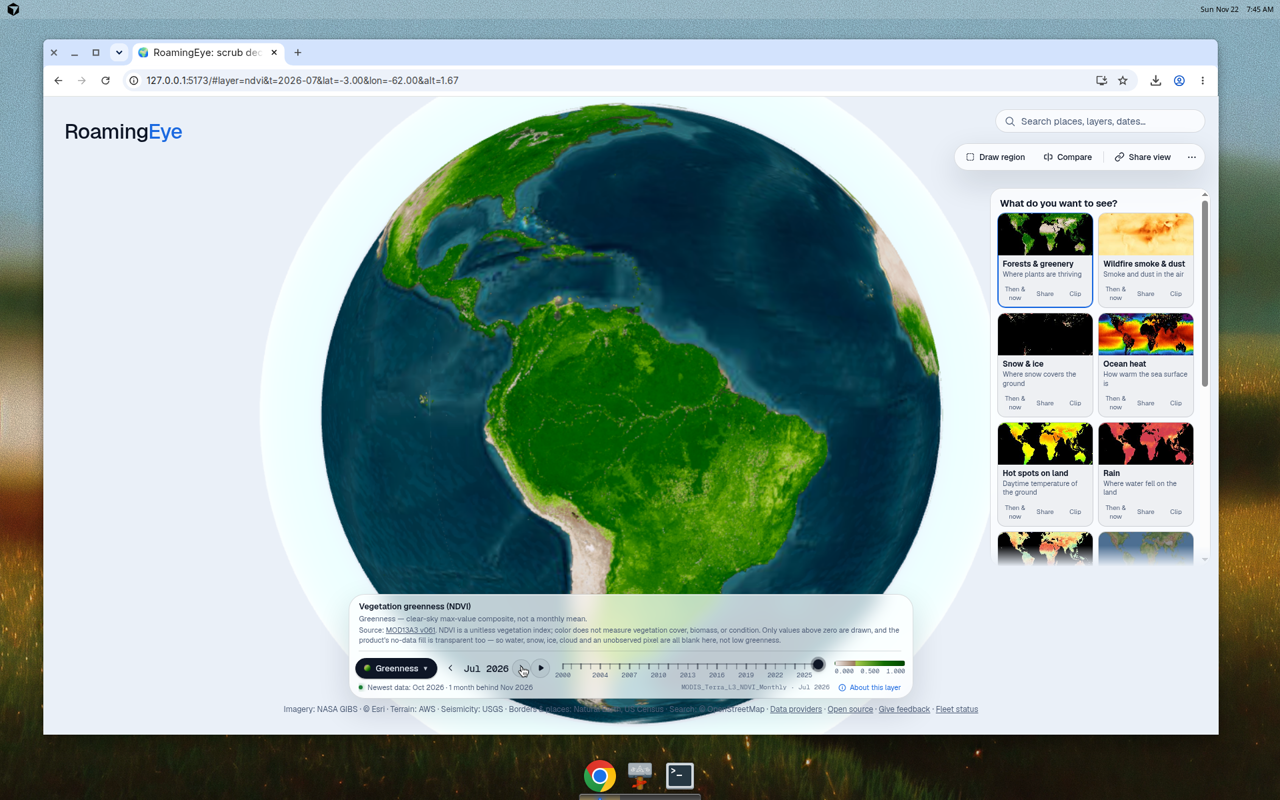 Sun Nov 22 7:45 AM
RoamingEye: scrub dec
127.0.0.1:5173/#layer=ndvi&t=2026-07&lat=-3.00&lon=-62.00&alt=1.67
RoamingEye
Search places, layers, dates...
Draw region Compare Share view
What do you want to see?
Forests & greenery
Where plants are thriving
Then & now Share Clip
Wildfire smoke & dust
Smoke and dust in the air
Then & now Share Clip
Snow & ice
Where snow covers the
ground
Then & now Share Clip
Ocean heat
How warm the sea surface
is
Then & now Share Clip
Hot spots on land
Daytime temperature of
the ground
Then & now Share Clip
Rain
Where water fell on the
land
Then & now Share Clip
Vegetation greenness (NDVI)
Greenness — clear-sky max-value composite, not a monthly mean.
Source: MOD13A3 v061. NDVI is a unitless vegetation index; color does not measure vegetation cover, biomass, or condition. Only values above zero are drawn, and the
product's no-data fill is transparent too — so water, snow, ice, cloud and an unobserved pixel are all blank here, not low greenness.
Greenness Jul 2026
2000 2004 2007 2010 2013 2016 2019 2022 2025
0.000 0.500 1.000
Newest data: Oct 2026 · 1 month behind Nov 2026
MODIS_Terra_L3_NDVI_Monthly · Jul 2026
About this layer
Imagery: NASA GIBS · © Esri · Terrain: AWS · Seismicity: USGS · Borders & places: Natural Earth, US Census · Search: © OpenStreetMap · Data providers · Open source · Give feedback · Fleet status